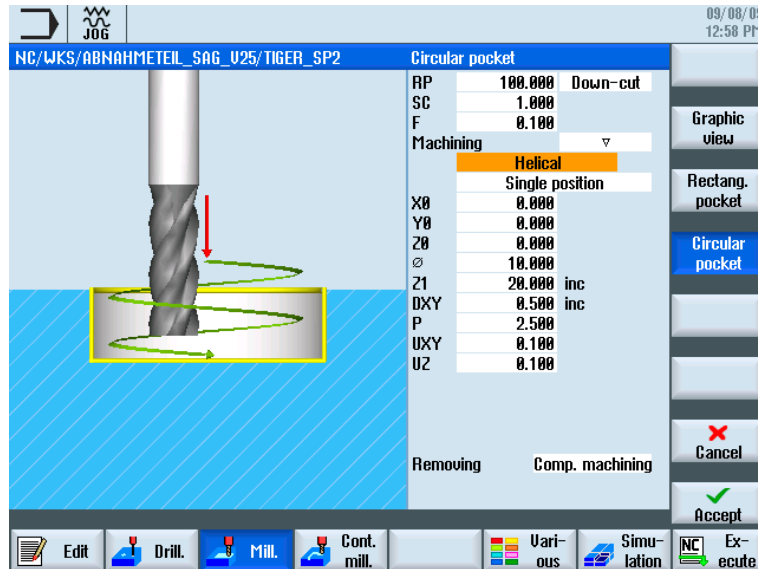 JOG
09/08/0
12:58 PM
NC/WKS/ABNAHMETEIL_SAG_V25/TIGER_SP2
Circular pocket
RP 100.000 Down-cut
SC 1.000
F 0.100
Machining ▽
Helical
Single position
X0 0.000
Y0 0.000
Z0 0.000
∅ 10.000
Z1 20.000 inc
DXY 0.500 inc
P 2.500
UXY 0.100
UZ 0.100
Removing Comp. machining
Graphic
view
Rectang.
pocket
Circular
pocket
Cancel
Accept
Edit
Drill.
Mill.
Cont.
mill.
Vari-
ous
Simu-
lation
NC Ex-
ecute